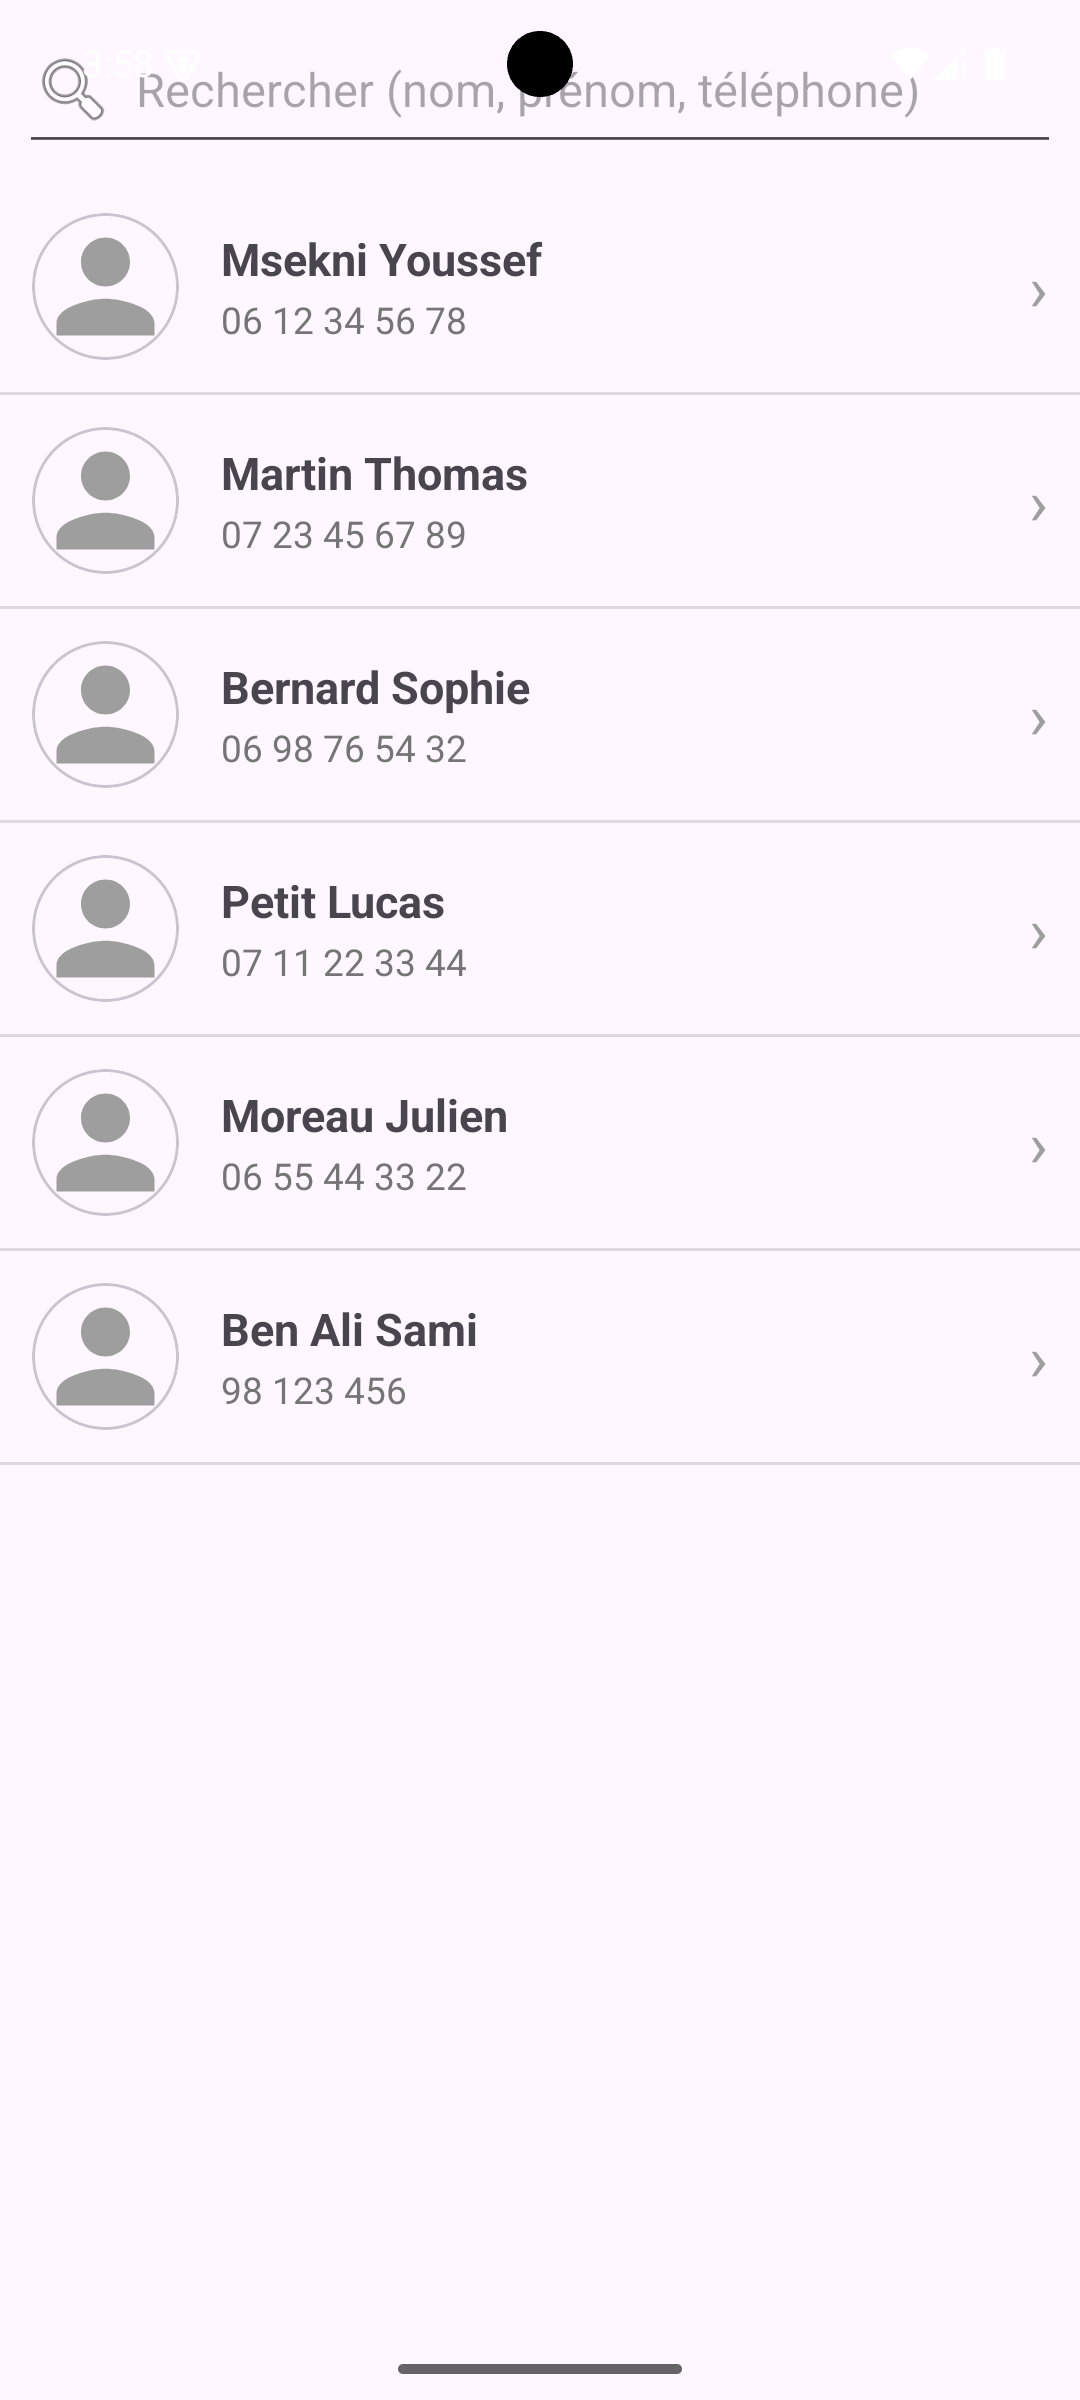 3:58
Rechercher (nom, prénom, téléphone)
Msekni Youssef
06 12 34 56 78
›
Martin Thomas
07 23 45 67 89
›
Bernard Sophie
06 98 76 54 32
›
Petit Lucas
07 11 22 33 44
›
Moreau Julien
06 55 44 33 22
›
Ben Ali Sami
98 123 456
›